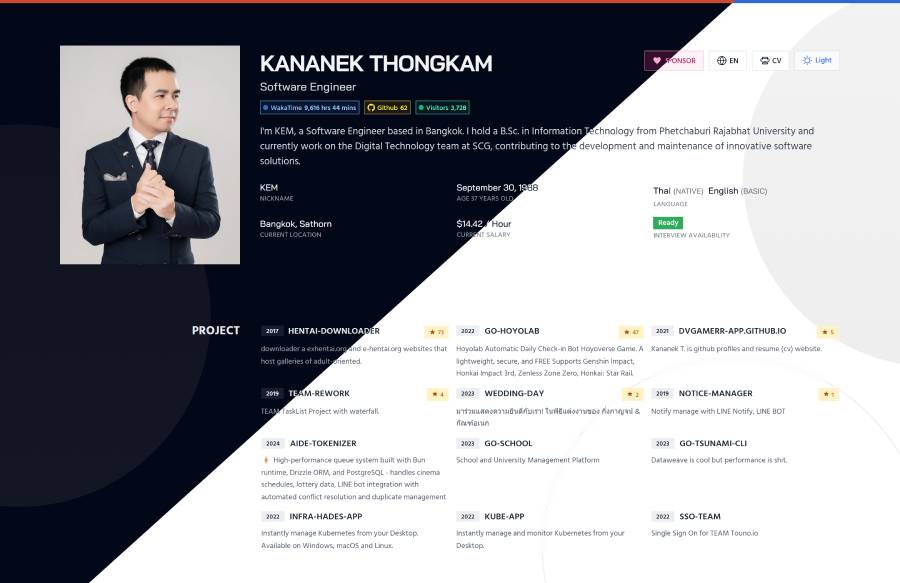 KANANEK THONGKAM
SPONSOR
EN
CV
Light
Software Engineer
WakaTime 9,616 hrs 44 mins
Github 62
Visitors 3,728
I'm KEM, a Software Engineer based in Bangkok. I hold a B.Sc. in Information Technology from Phetchaburi Rajabhat University and
currently work on the Digital Technology team at SCG, contributing to the development and maintenance of innovative software
solutions.
KEM
NICKNAME
September 30, 1988
AGE 37 YEARS OLD
Thai (NATIVE) English (BASIC)
LANGUAGE
Bangkok, Sathorn
CURRENT LOCATION
$14.42 / Hour
CURRENT SALARY
Ready
INTERVIEW AVAILABILITY
PROJECT
2017 HENTAI-DOWNLOADER 73
downloader a exhentai.org and e-hentai.org websites that
host galleries of adult-oriented.
2022 GO-HOYOLAB 47
Hoyolab Automatic Daily Check-in Bot Hoyoverse Game. A
lightweight, secure, and FREE Supports Genshin Impact,
Honkai Impact 3rd, Zenless Zone Zero, Honkai: Star Rail.
2021 DVGAMERR-APP.GITHUB.IO 5
Kananek T. is github profiles and resume (cv) website.
2019 TEAM-REWORK 4
TEAM TaskList Project with waterfall.
2023 WEDDING-DAY 2
มาร่วมแสดงความยินดีกับเรา! ในพิธีแต่งงานของ กิ่งกาญจน์ &
กัณฑ์อเนก
2019 NOTICE-MANAGER 1
Notify manage with LINE Notify, LINE BOT
2024 AIDE-TOKENIZER
High-performance queue system built with Bun
runtime, Drizzle ORM, and PostgreSQL - handles cinema
schedules, lottery data, LINE bot integration with
automated conflict resolution and duplicate management
2023 GO-SCHOOL
School and University Management Platform
2023 GO-TSUNAMI-CLI
Dataweave is cool but performance is shit.
2022 INFRA-HADES-APP
Instantly manage Kubernetes from your Desktop.
Available on Windows, macOS and Linux.
2022 KUBE-APP
Instantly manage and monitor Kubernetes from your
Desktop.
2022 SSO-TEAM
Single Sign On for TEAM Touno.io